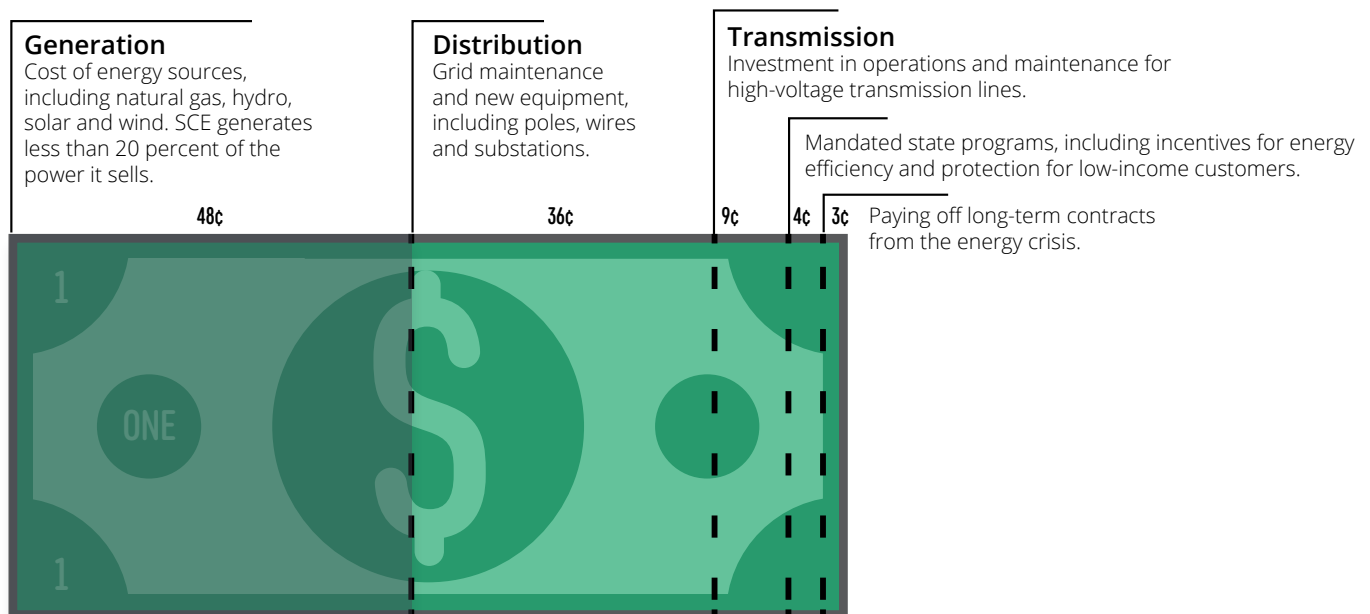 Generation
Cost of energy sources,
including natural gas, hydro,
solar and wind. SCE generates
less than 20 percent of the
power it sells.
Distribution
Grid maintenance
and new equipment,
including poles, wires
and substations.
Transmission
Investment in operations and maintenance for
high-voltage transmission lines.
Mandated state programs, including incentives for energy
efficiency and protection for low-income customers.
48¢
36¢
9¢
4¢
3¢
Paying off long-term contracts
from the energy crisis.
1
$
ONE
1